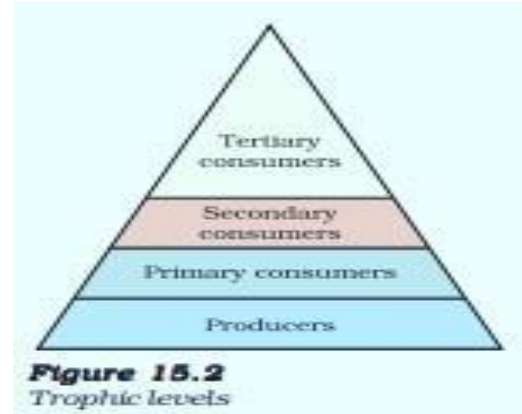 Tertiary
consumers
Secondary
consumers
Primary consumers
Producers
Figure 15.2
Trophic levels